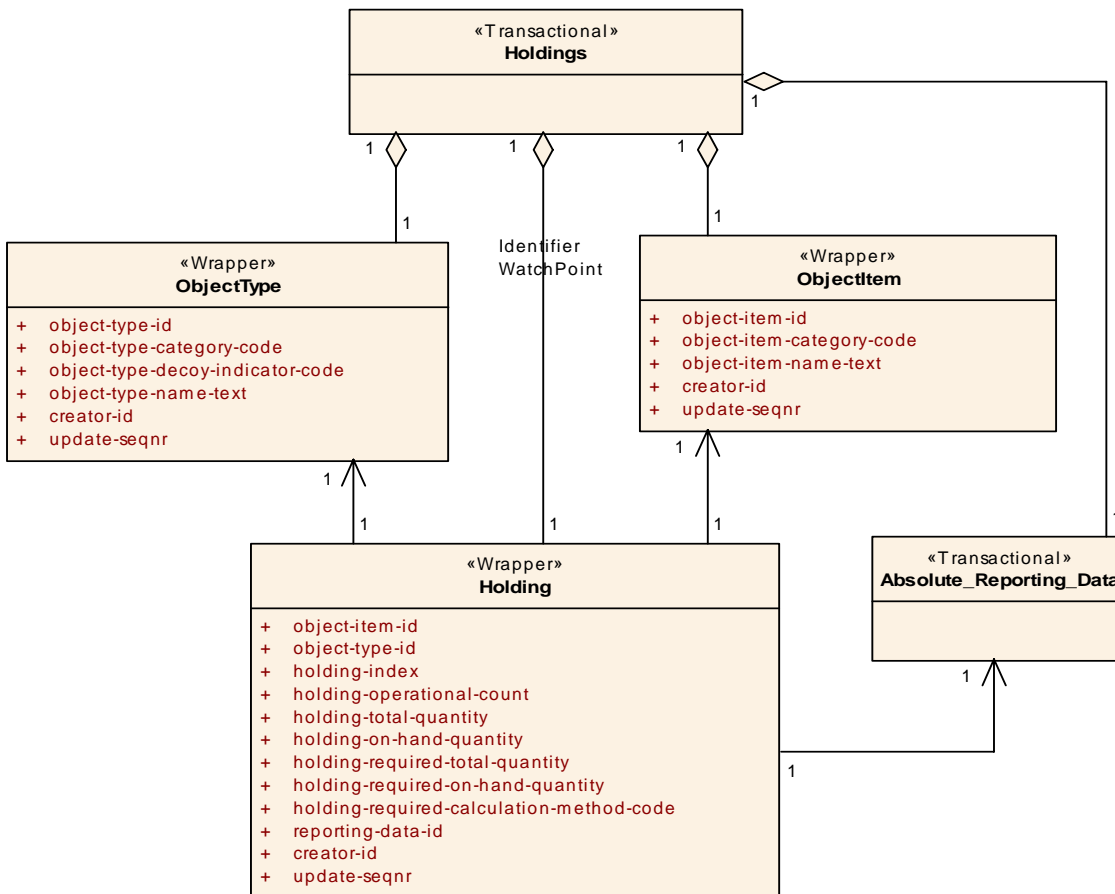 «Transactional»
Holdings
1
1
1
1
1
1
Identifier
WatchPoint
«Wrapper»
ObjectType
+ object-type-id
+ object-type-category-code
+ object-type-decoy-indicator-code
+ object-type-name-text
+ creator-id
+ update-seqnr
«Wrapper»
ObjectItem
+ object-item-id
+ object-item-category-code
+ object-item-name-text
+ creator-id
+ update-seqnr
1
1
1
1
1
1
«Wrapper»
Holding
+ object-item-id
+ object-type-id
+ holding-index
+ holding-operational-count
+ holding-total-quantity
+ holding-on-hand-quantity
+ holding-required-total-quantity
+ holding-required-on-hand-quantity
+ holding-required-calculation-method-code
+ reporting-data-id
+ creator-id
+ update-seqnr
«Transactional»
Absolute_Reporting_Data
1
1